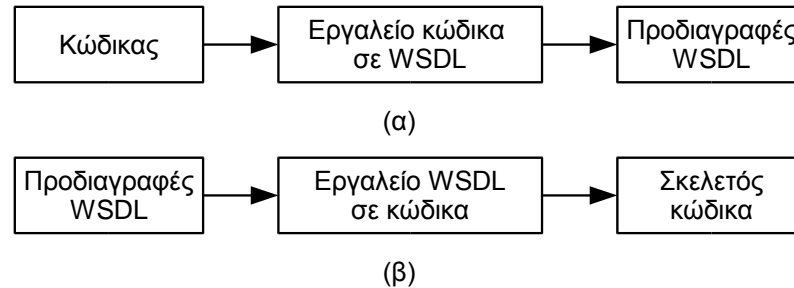 Κώδικας
Εργαλείο κώδικα
σε WSDL
Προδιαγραφές
WSDL
(α)
Προδιαγραφές
WSDL
Εργαλείο WSDL
σε κώδικα
Σκελετός
κώδικα
(β)